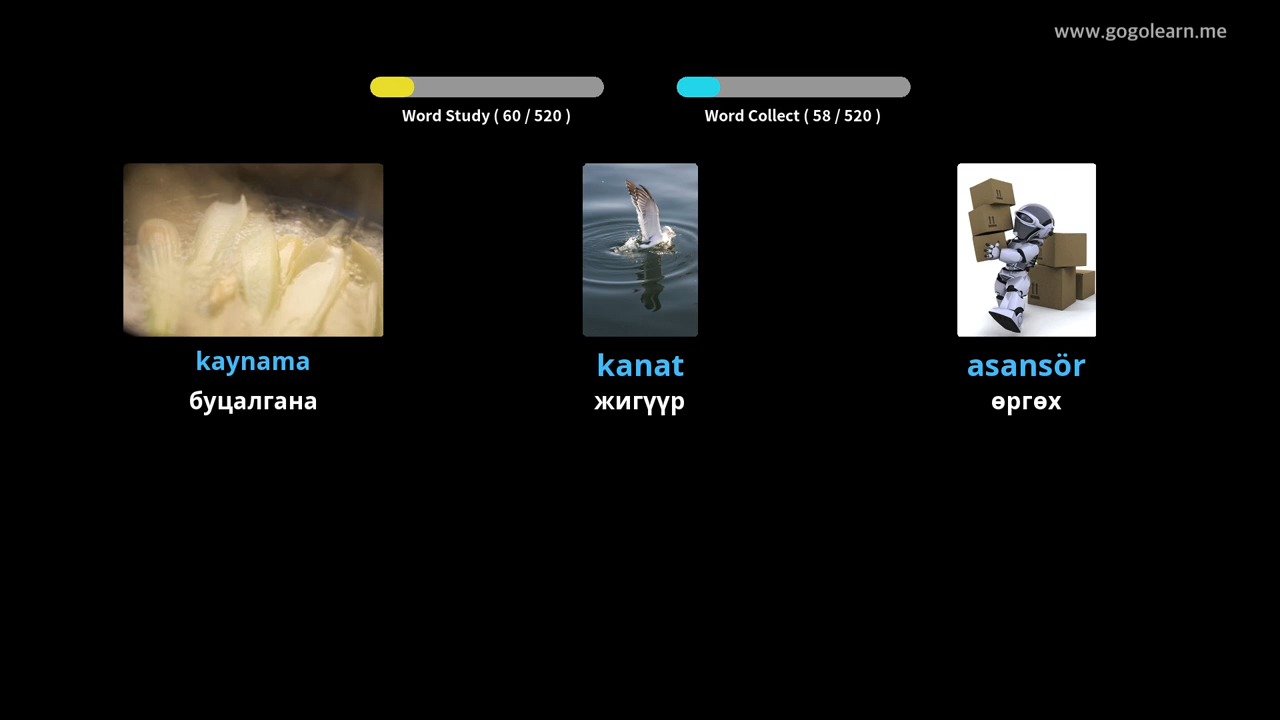 www.gogolearn.me
Word Study ( 60 / 520 )
Word Collect ( 58 / 520 )
kaynama
kanat
asansör
буцалгана
жигүүр
өргөх